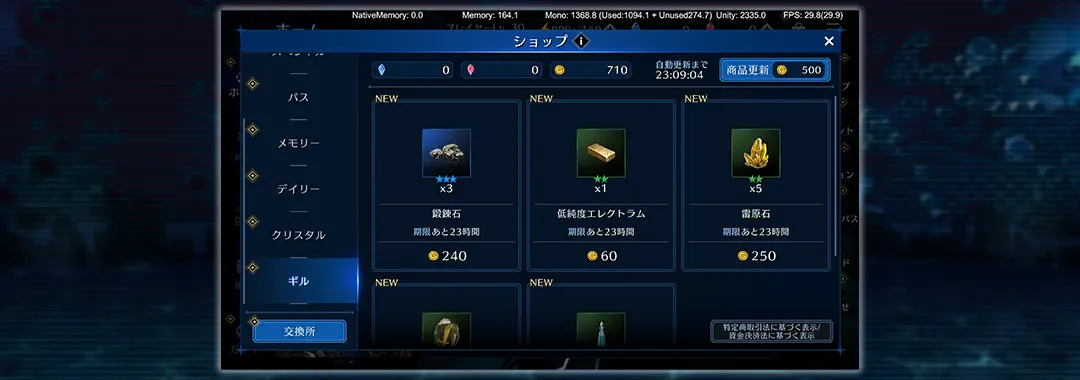 NativeMemory: 0.0 Memory: 164.1 Mono: 1368.8 (Used:1094.1 + Unused274.7) Unity: 2335.0 FPS: 29.8(29.9)
ショップ
0 0 710
自動更新まで
23:09:04
商品更新 500
パス
メモリー
デイリー
クリスタル
ギル
交換所
NEW NEW NEW
x3 x1 x5
鍛錬石 低純度エレクトラム 雷原石
期限あと23時間 期限あと23時間 期限あと23時間
240 60 250
NEW NEW
特定商取引法に基づく表示/
資金決済法に基づく表示